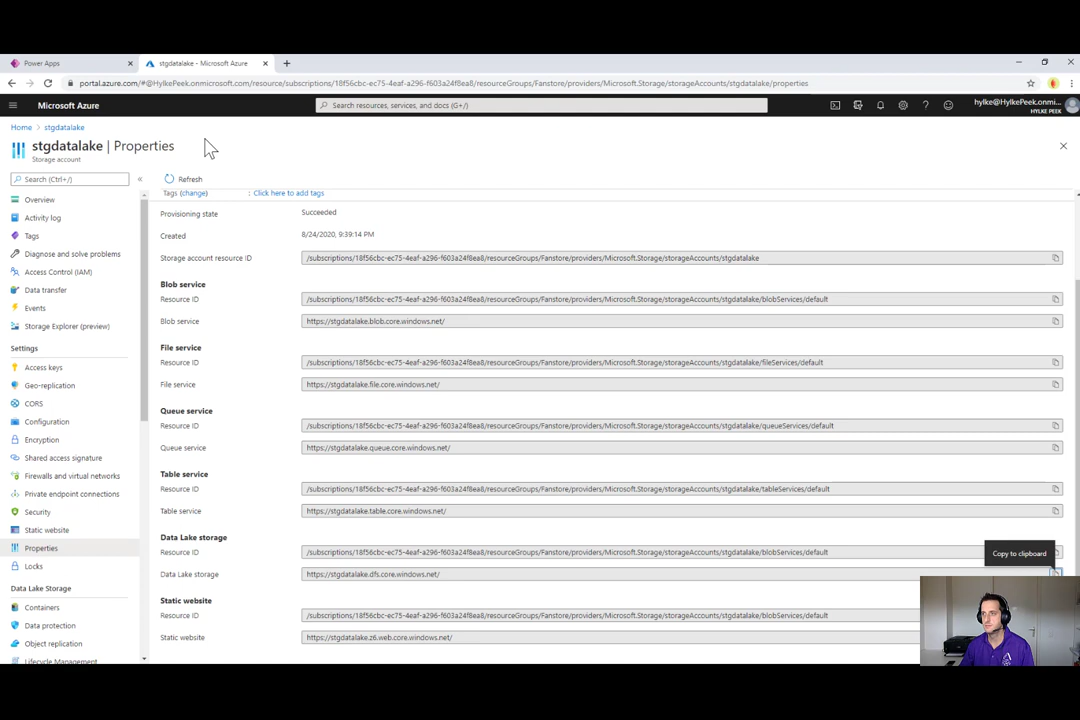 Power Apps
stgdatalake - Microsoft Azure
portal.azure.com/#@HylkePeek.onmicrosoft.com/resource/subscriptions/18f56cbc-ec75-4eaf-a296-f603a24f8ea8/resourceGroups/Fanstore/providers/Microsoft.Storage/storageAccounts/stgdatalake/properties
Microsoft Azure
Search resources, services, and docs (G+/)
hylke@HylkePeek.onmi...
HYLKE PEEK
Home > stgdatalake
stgdatalake | Properties
Storage account
Search (Ctrl+/)
Refresh
Overview
Activity log
Tags
Diagnose and solve problems
Access Control (IAM)
Data transfer
Events
Storage Explorer (preview)
Settings
Access keys
Geo-replication
CORS
Configuration
Encryption
Shared access signature
Firewalls and virtual networks
Private endpoint connections
Security
Static website
Properties
Locks
Data Lake Storage
Containers
Data protection
Object replication
Lifecycle Management
Tags (change) : Click here to add tags
Provisioning state Succeeded
Created 8/24/2020, 9:39:14 PM
Storage account resource ID /subscriptions/18f56cbc-ec75-4eaf-a296-f603a24f8ea8/resourceGroups/Fanstore/providers/Microsoft.Storage/storageAccounts/stgdatalake
Blob service
Resource ID /subscriptions/18f56cbc-ec75-4eaf-a296-f603a24f8ea8/resourceGroups/Fanstore/providers/Microsoft.Storage/storageAccounts/stgdatalake/blobServices/default
Blob service https://stgdatalake.blob.core.windows.net/
File service
Resource ID /subscriptions/18f56cbc-ec75-4eaf-a296-f603a24f8ea8/resourceGroups/Fanstore/providers/Microsoft.Storage/storageAccounts/stgdatalake/fileServices/default
File service https://stgdatalake.file.core.windows.net/
Queue service
Resource ID /subscriptions/18f56cbc-ec75-4eaf-a296-f603a24f8ea8/resourceGroups/Fanstore/providers/Microsoft.Storage/storageAccounts/stgdatalake/queueServices/default
Queue service https://stgdatalake.queue.core.windows.net/
Table service
Resource ID /subscriptions/18f56cbc-ec75-4eaf-a296-f603a24f8ea8/resourceGroups/Fanstore/providers/Microsoft.Storage/storageAccounts/stgdatalake/tableServices/default
Table service https://stgdatalake.table.core.windows.net/
Data Lake storage
Resource ID /subscriptions/18f56cbc-ec75-4eaf-a296-f603a24f8ea8/resourceGroups/Fanstore/providers/Microsoft.Storage/storageAccounts/stgdatalake/blobServices/default
Copy to clipboard
Data Lake storage https://stgdatalake.dfs.core.windows.net/
Static website
Resource ID /subscriptions/18f56cbc-ec75-4eaf-a296-f603a24f8ea8/resourceGroups/Fanstore/providers/Microsoft.Storage/storageAccounts/stgdatalake/blobServices/default
Static website https://stgdatalake.z6.web.core.windows.net/